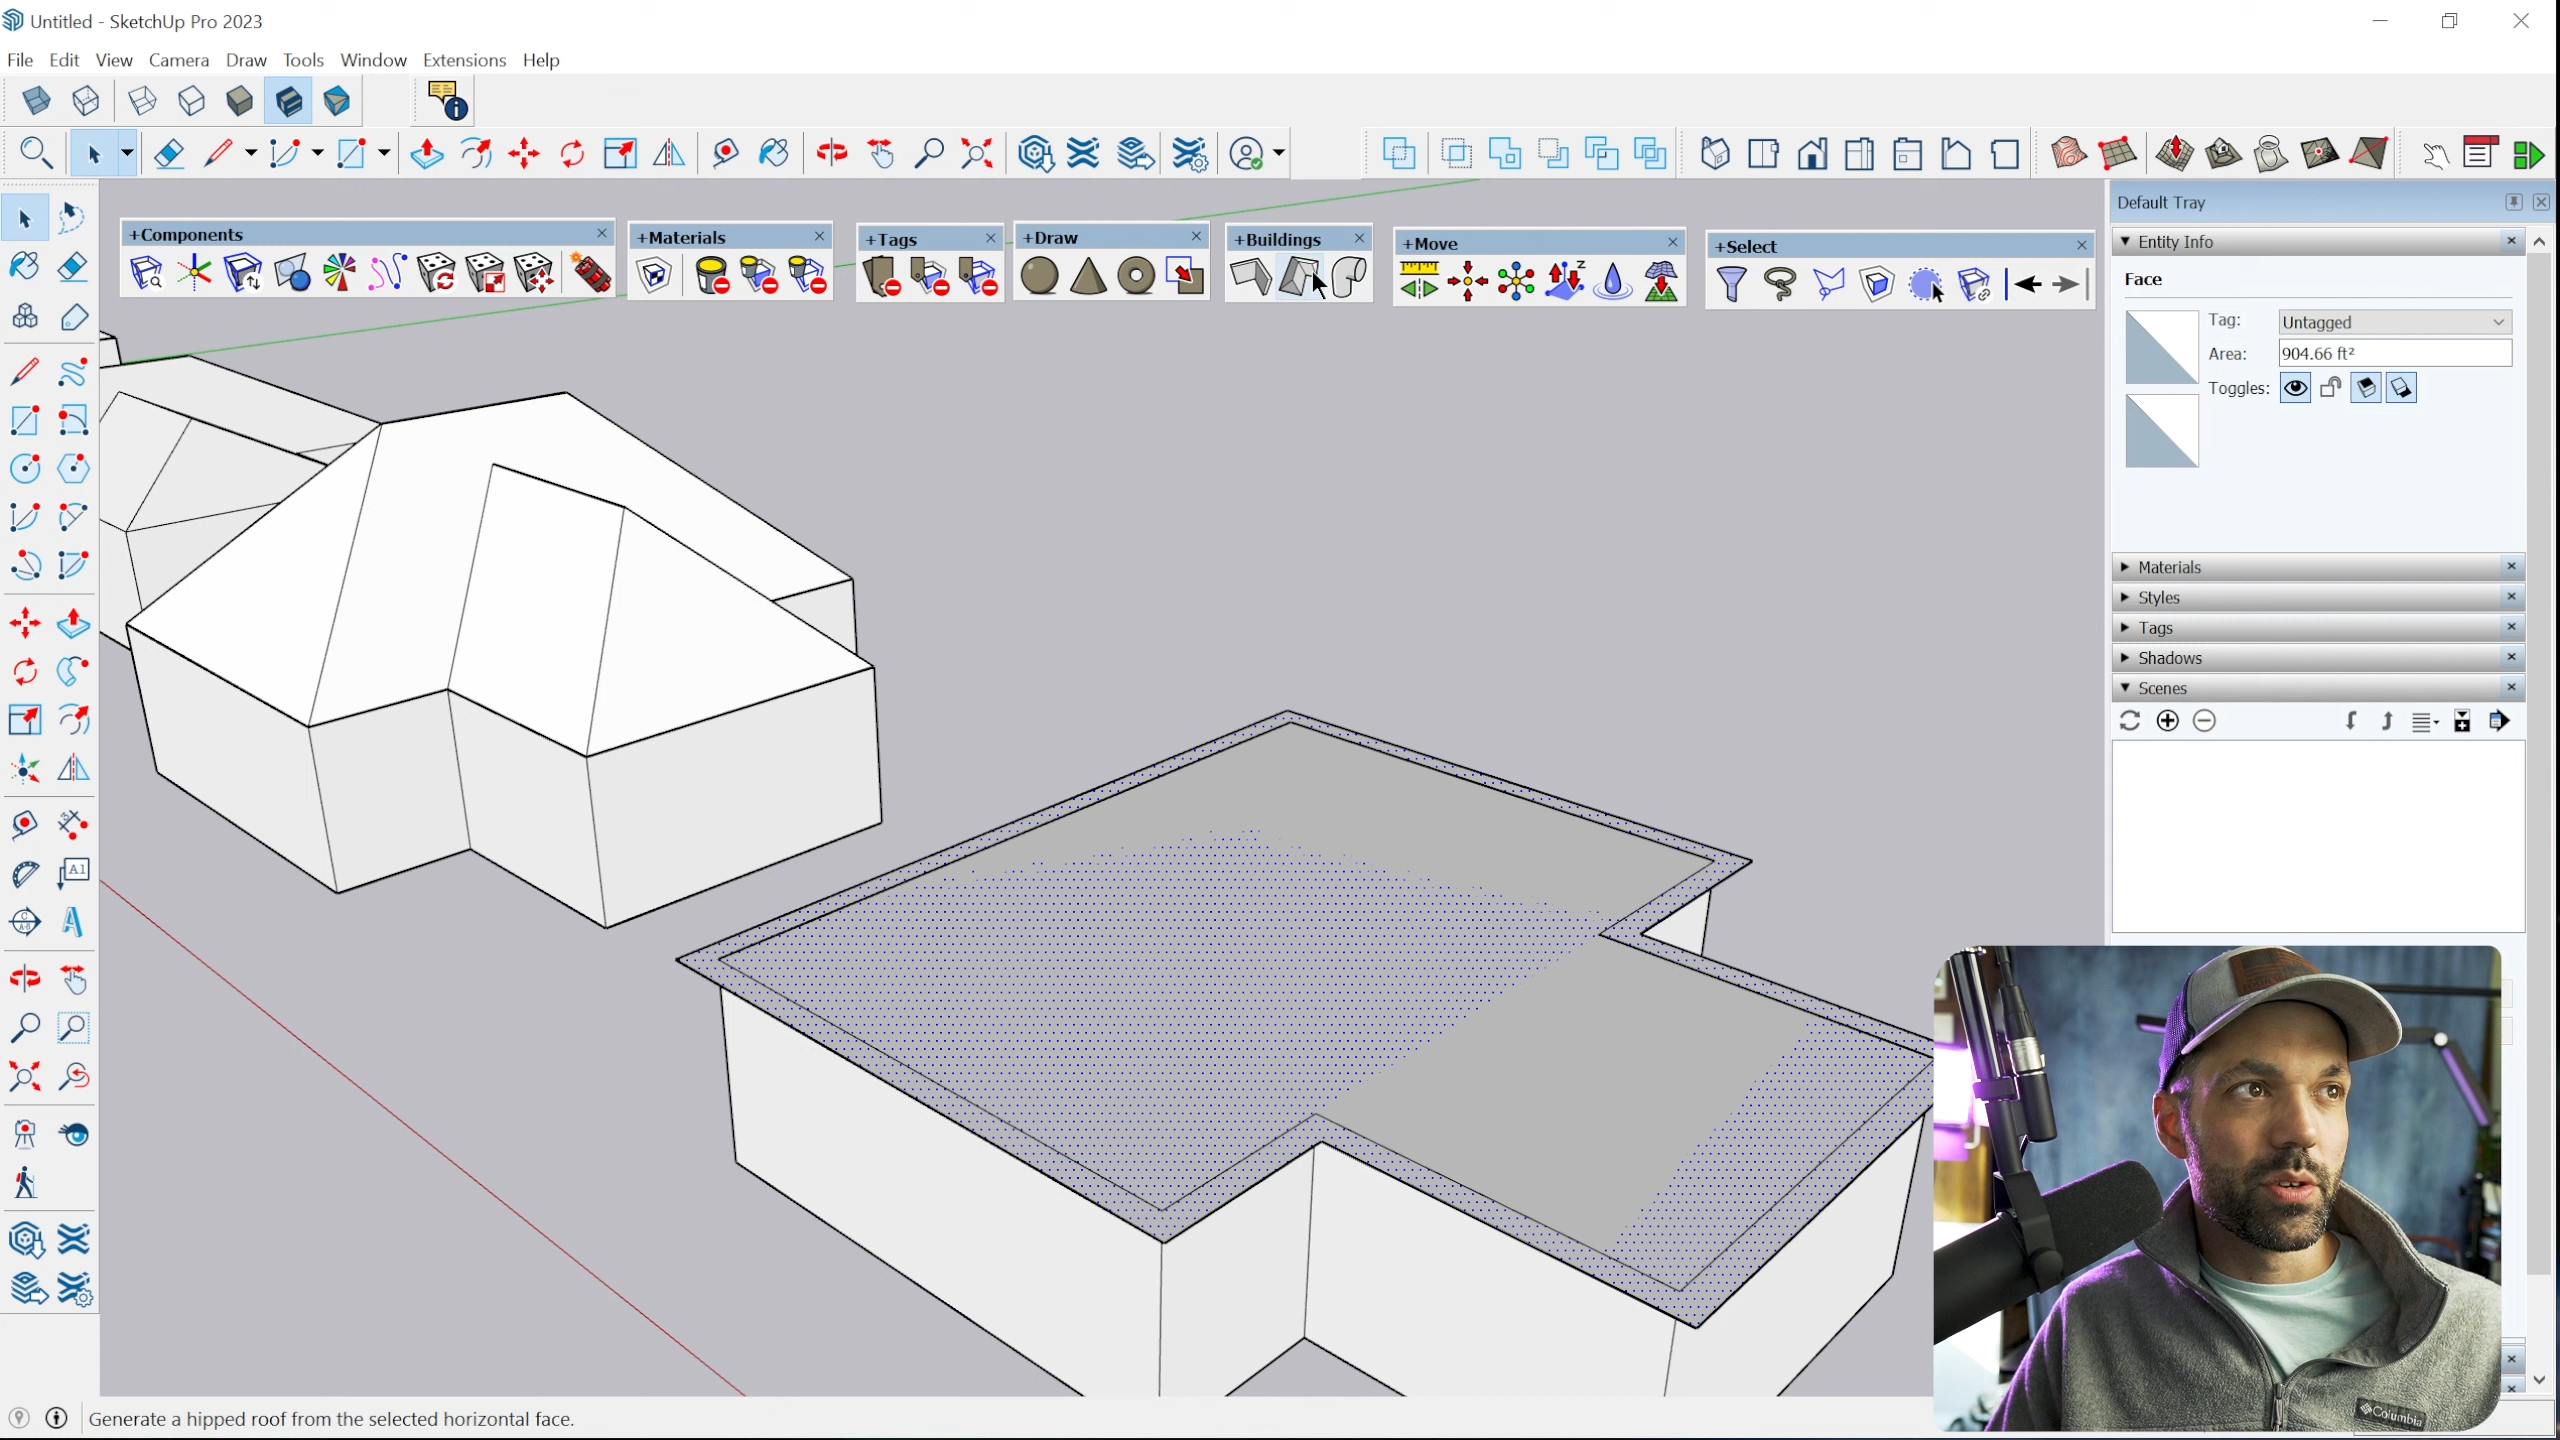 Untitled - SketchUp Pro 2023
File Edit View Camera Draw Tools Window Extensions Help
Default Tray
+Components
+Materials
+Tags
+Draw
+Buildings
+Move
+Select
Entity Info
Face
Tag:
Untagged
Area:
904.66 ft²
Toggles:
Materials
Styles
Tags
Shadows
Scenes
A1
Columbia
Generate a hipped roof from the selected horizontal face.